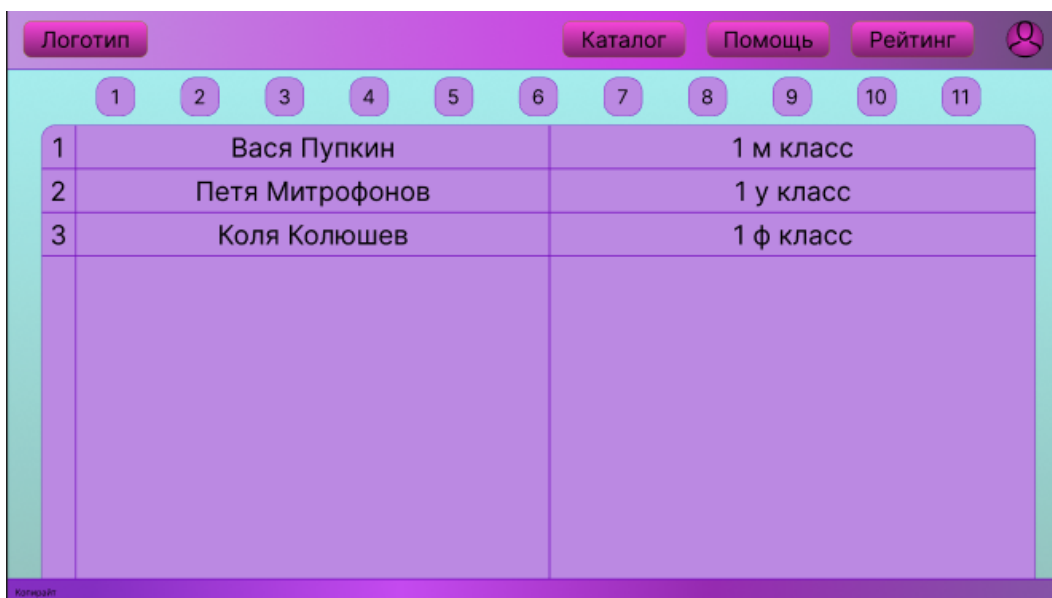 Логотип Каталог Помощь Рейтинг
1 2 3 4 5 6 7 8 9 10 11
1 Вася Пупкин 1 м класс
2 Петя Митрофонов 1 у класс
3 Коля Колюшев 1 ф класс
Копирайт